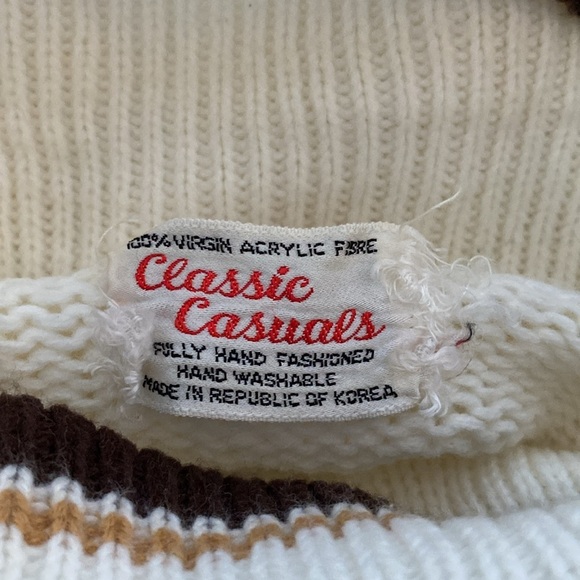 100% VIRGIN ACRYLIC FIBRE
Classic
Casuals
FULLY HAND FASHIONED
HAND WASHABLE
MADE IN REPUBLIC OF KOREA